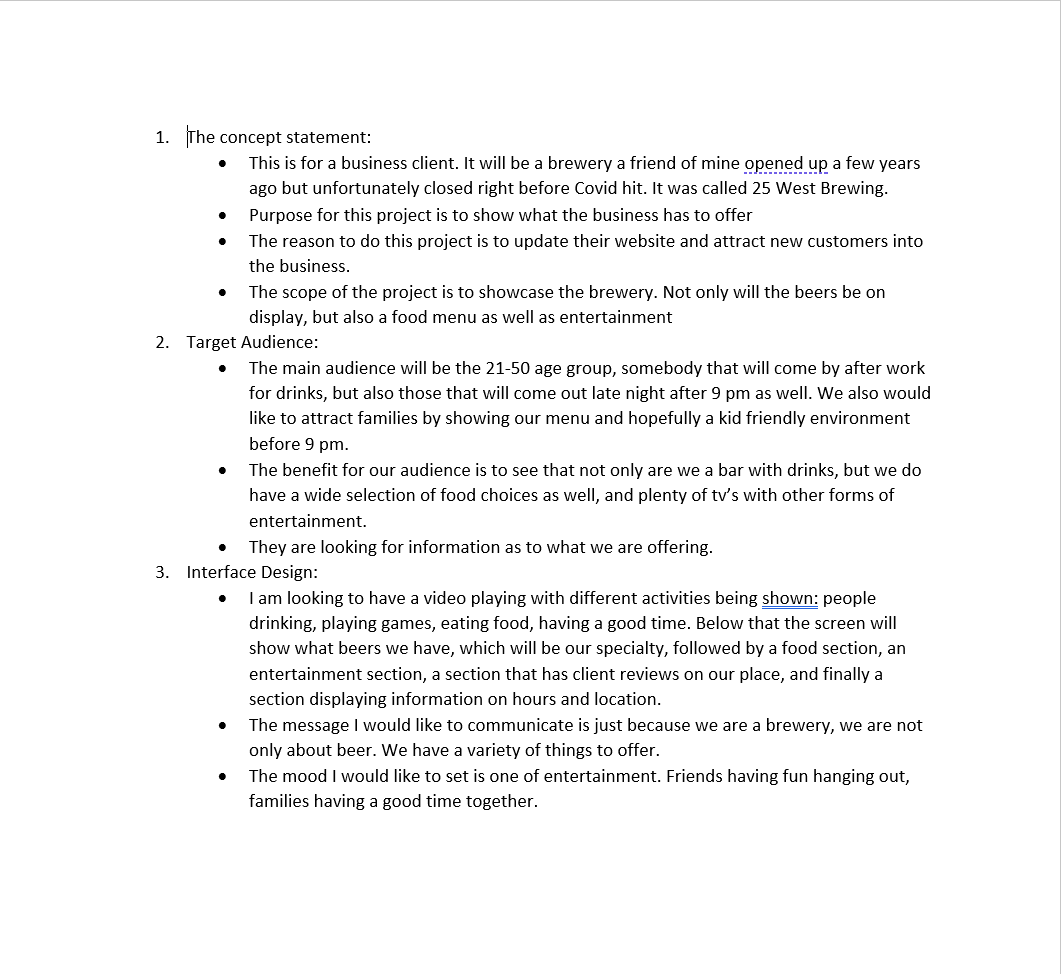 1. The concept statement:
• This is for a business client. It will be a brewery a friend of mine opened up a few years
ago but unfortunately closed right before Covid hit. It was called 25 West Brewing.
• Purpose for this project is to show what the business has to offer
• The reason to do this project is to update their website and attract new customers into
the business.
• The scope of the project is to showcase the brewery. Not only will the beers be on
display, but also a food menu as well as entertainment
2. Target Audience:
• The main audience will be the 21-50 age group, somebody that will come by after work
for drinks, but also those that will come out late night after 9 pm as well. We also would
like to attract families by showing our menu and hopefully a kid friendly environment
before 9 pm.
• The benefit for our audience is to see that not only are we a bar with drinks, but we do
have a wide selection of food choices as well, and plenty of tv’s with other forms of
entertainment.
• They are looking for information as to what we are offering.
3. Interface Design:
• I am looking to have a video playing with different activities being shown: people
drinking, playing games, eating food, having a good time. Below that the screen will
show what beers we have, which will be our specialty, followed by a food section, an
entertainment section, a section that has client reviews on our place, and finally a
section displaying information on hours and location.
• The message I would like to communicate is just because we are a brewery, we are not
only about beer. We have a variety of things to offer.
• The mood I would like to set is one of entertainment. Friends having fun hanging out,
families having a good time together.